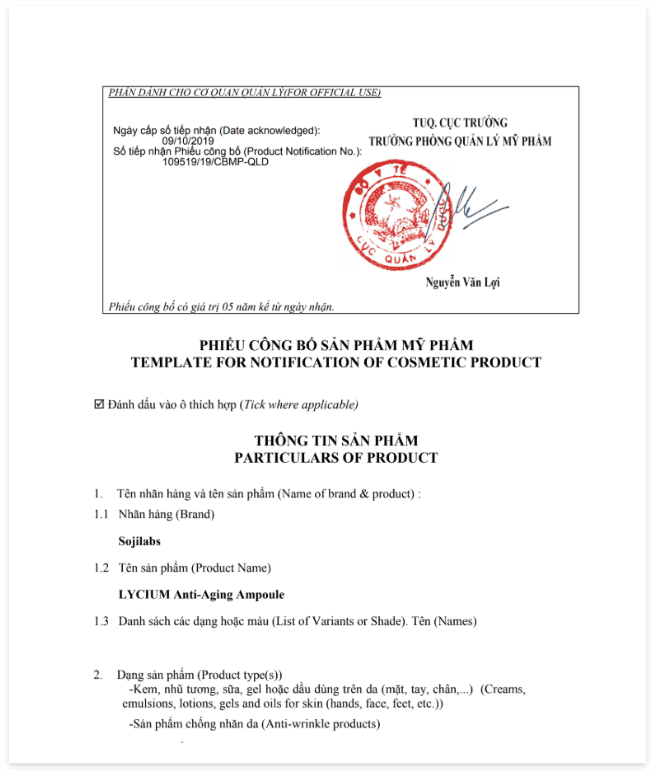 PHẦN DÀNH CHO CƠ QUAN QUẢN LÝ(FOR OFFICIAL USE)
Ngày cấp số tiếp nhận (Date acknowledged):
09/10/2019
Số tiếp nhận Phiếu công bố (Product Notification No.):
109519/19/CBMP-QLD
TUQ. CỤC TRƯỞNG
TRƯỞNG PHÒNG QUẢN LÝ MỸ PHẨM
BỘ Y TẾ
CỤC QUẢN LÝ DƯỢC
Nguyễn Văn Lợi
Phiếu công bố có giá trị 05 năm kể từ ngày nhận.
PHIẾU CÔNG BỐ SẢN PHẨM MỸ PHẨM
TEMPLATE FOR NOTIFICATION OF COSMETIC PRODUCT
☑ Đánh dấu vào ô thích hợp (Tick where applicable)
THÔNG TIN SẢN PHẨM
PARTICULARS OF PRODUCT
1. Tên nhãn hàng và tên sản phẩm (Name of brand & product) :
1.1 Nhãn hàng (Brand)
Sojilabs
1.2 Tên sản phẩm (Product Name)
LYCIUM Anti-Aging Ampoule
1.3 Danh sách các dạng hoặc màu (List of Variants or Shade). Tên (Names)
2. Dạng sản phẩm (Product type(s))
-Kem, nhũ tương, sữa, gel hoặc dầu dùng trên da (mặt, tay, chân,...) (Creams,
emulsions, lotions, gels and oils for skin (hands, face, feet, etc.))
-Sản phẩm chống nhăn da (Anti-wrinkle products)